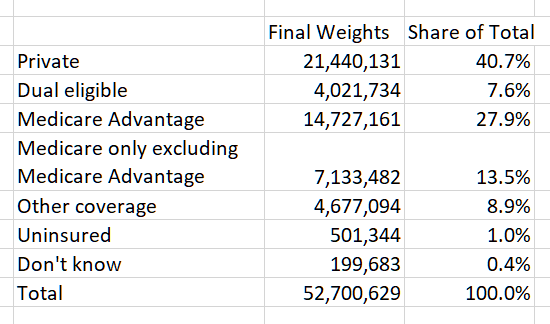 Final Weights Share of Total
Private 21,440,131 40.7%
Dual eligible 4,021,734 7.6%
Medicare Advantage 14,727,161 27.9%
Medicare only excluding
Medicare Advantage 7,133,482 13.5%
Other coverage 4,677,094 8.9%
Uninsured 501,344 1.0%
Don't know 199,683 0.4%
Total 52,700,629 100.0%